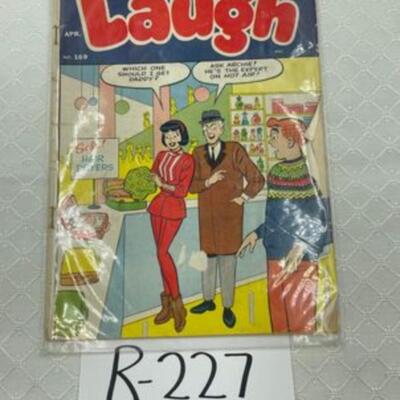 Laugh
APR.
NO. 169
WHICH ONE
SHOULD I GET
DADDY?
ASK ARCHIE!
HE'S THE EXPERT
ON HOT AIR!
HAIR
DRYERS
R-227